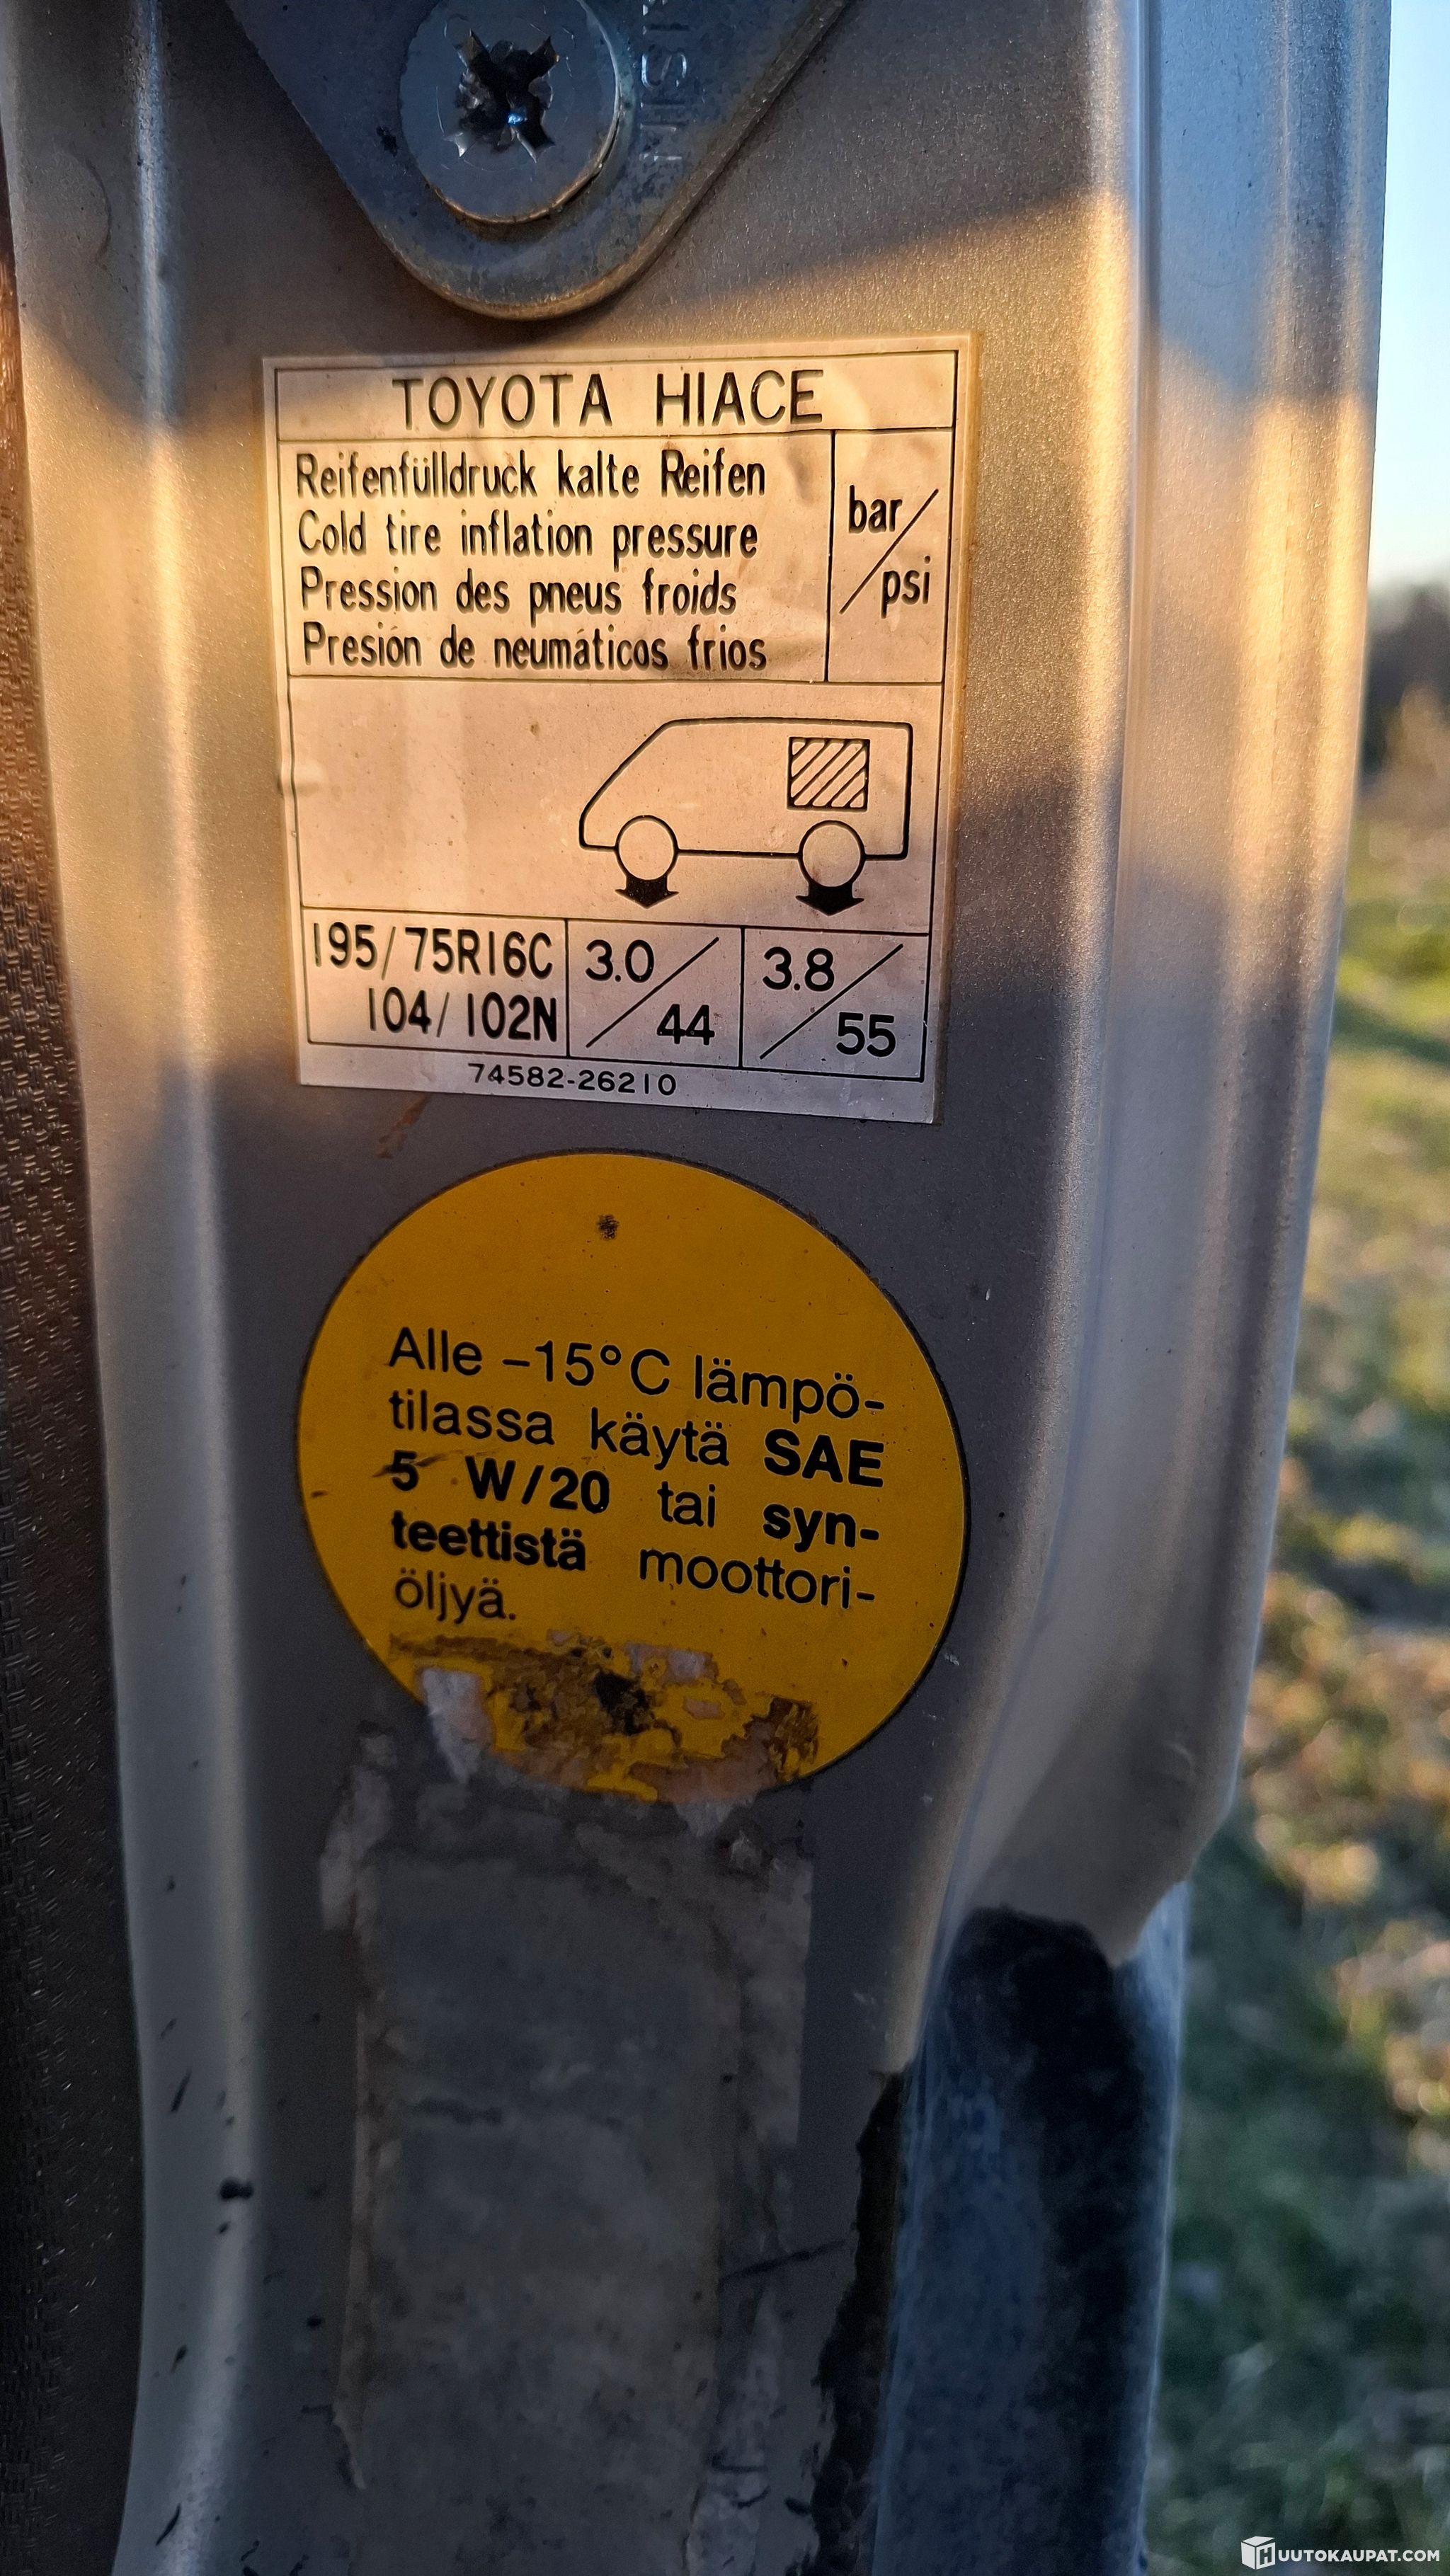 TOYOTA HIACE
Reifenfülldruck kalte Reifen
Cold tire inflation pressure
Pression des pneus froids
Presión de neumáticos frios
bar/psi
195/75R16C 3.0/44 3.8/55
104/102N
74582-26210
Alle –15°C lämpö-
tilassa käytä SAE
5 W/20 tai syn-
teettistä moottori-
öljyä.
HUUTOKAUPAT.COM